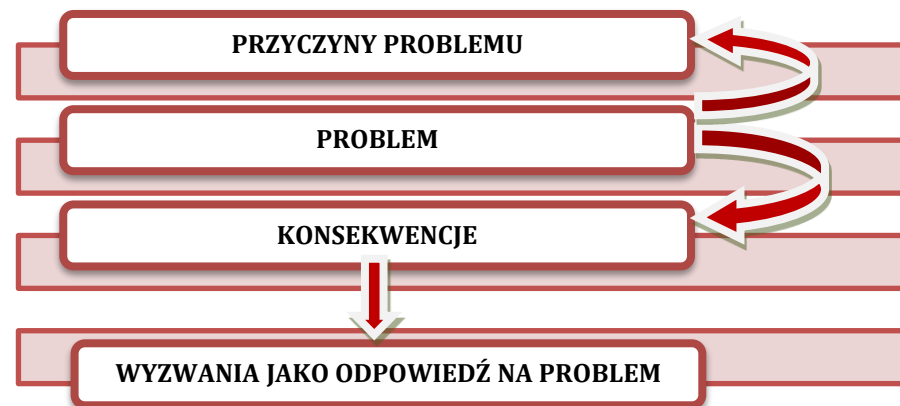 PRZYCZYNY PROBLEMU
PROBLEM
KONSEKWENCJE
WYZWANIA JAKO ODPOWIEDŹ NA PROBLEM